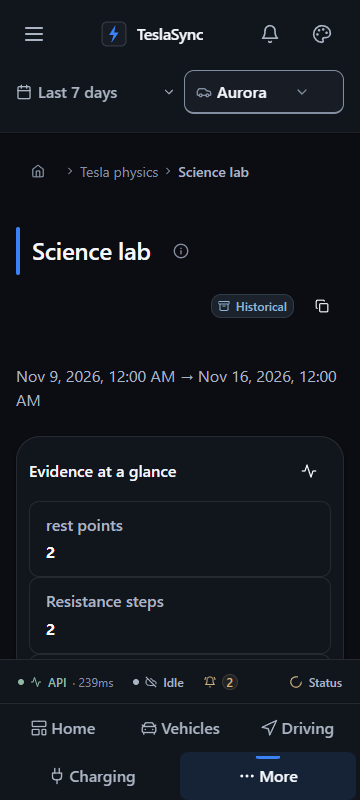 TeslaSync
Last 7 days
Aurora
Tesla physics
Science lab
Science lab
Historical
Nov 9, 2026, 12:00 AM → Nov 16, 2026, 12:00
AM
Evidence at a glance
rest points
2
Resistance steps
2
API · 239ms
Idle
2
Status
Home
Vehicles
Driving
Charging
More